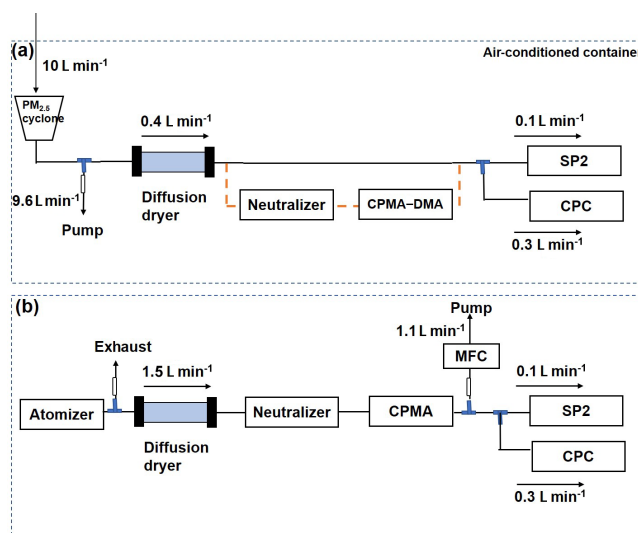 (a)
Air-conditioned container
10 L min⁻¹
PM₂.₅
cyclone
0.4 L min⁻¹
0.1 L min⁻¹
SP2
9.6 L min⁻¹
Pump
Diffusion
dryer
Neutralizer
CPMA–DMA
CPC
0.3 L min⁻¹
(b)
Pump
1.1 L min⁻¹
Exhaust
MFC
1.5 L min⁻¹
0.1 L min⁻¹
Atomizer
Neutralizer
CPMA
SP2
Diffusion
dryer
CPC
0.3 L min⁻¹